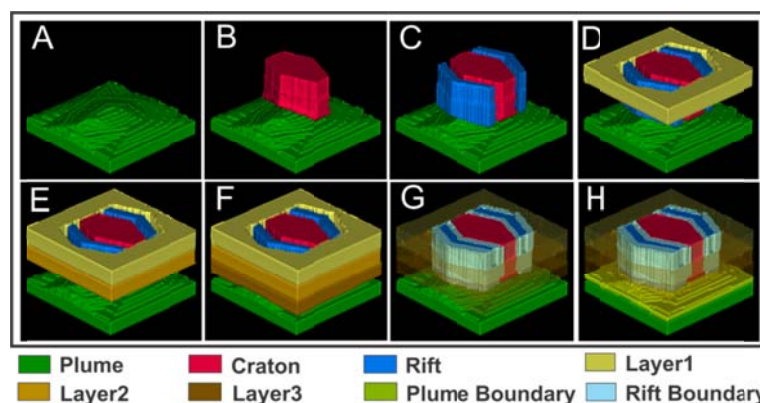 A B C D
E F G H
Plume Craton Rift Layer1
Layer2 Layer3 Plume Boundary Rift Boundary